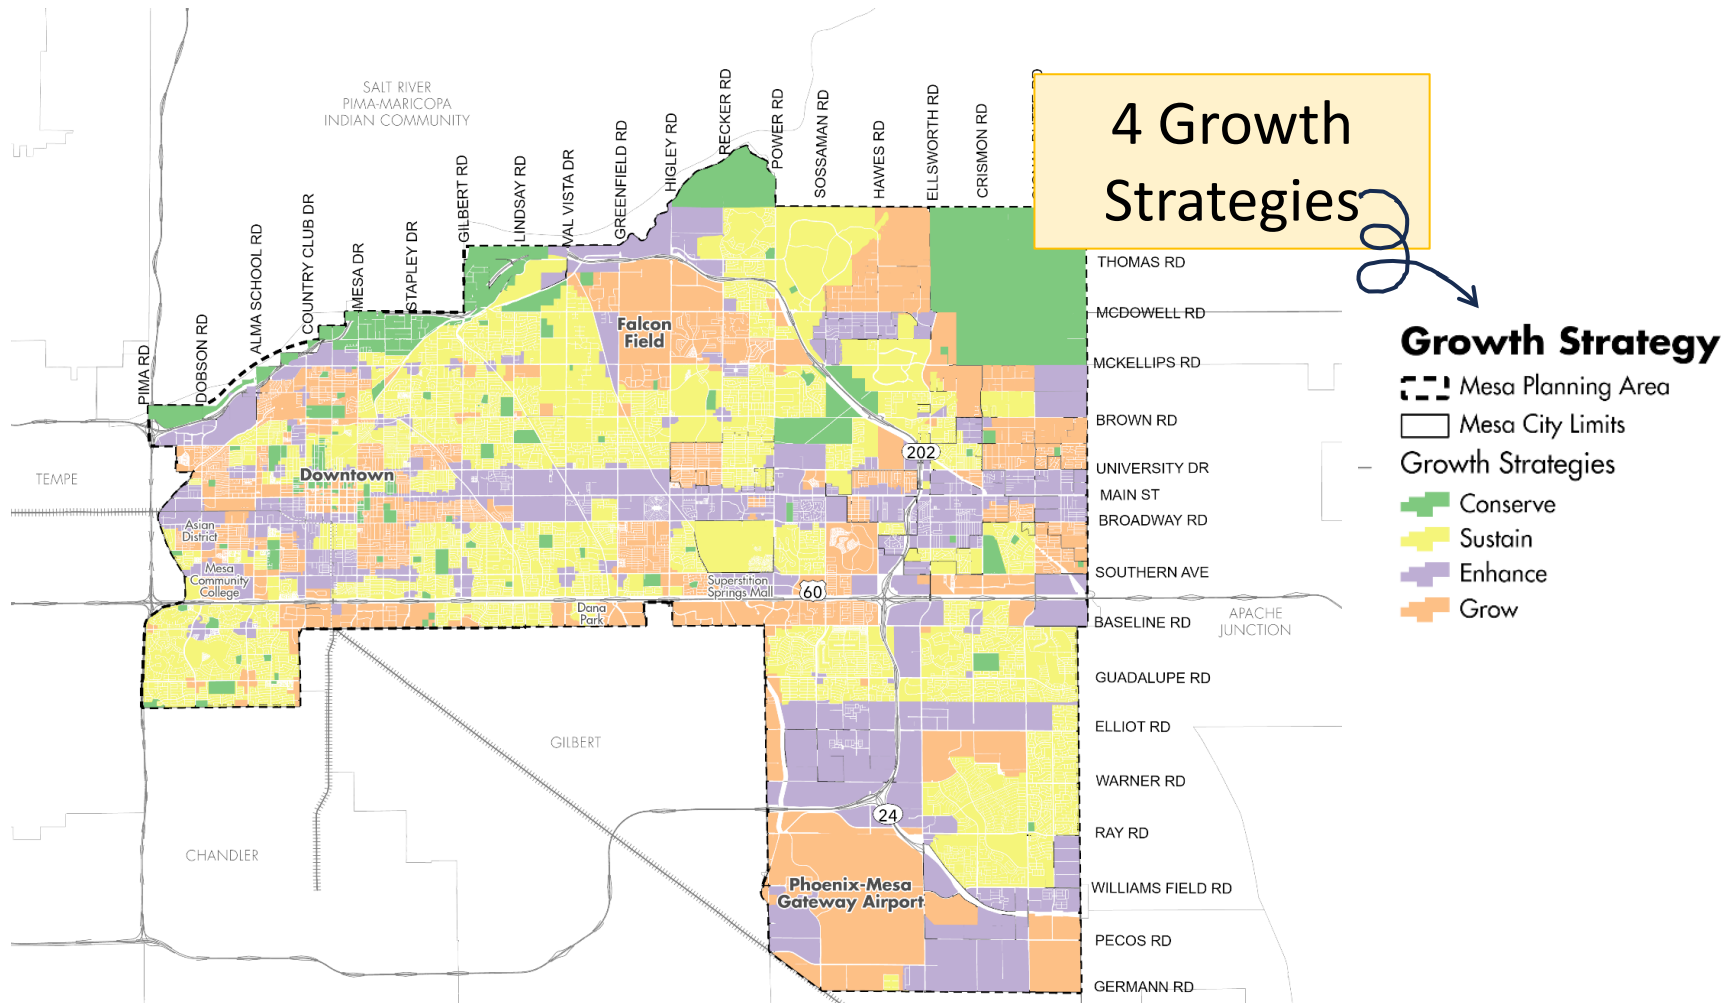 4 Growth
Strategies
SALT RIVER
PIMA-MARICOPA
INDIAN COMMUNITY
PIMA RD
DOBSON RD
ALMA SCHOOL RD
COUNTRY CLUB DR
MESA DR
STAPLEY DR
GILBERT RD
LINDSAY RD
VAL VISTA DR
GREENFIELD RD
HIGLEY RD
RECKER RD
POWER RD
SOSSAMAN RD
HAWES RD
ELLSWORTH RD
CRISMON RD
THOMAS RD
MCDOWELL RD
MCKELLIPS RD
BROWN RD
UNIVERSITY DR
MAIN ST
BROADWAY RD
SOUTHERN AVE
BASELINE RD
GUADALUPE RD
ELLIOT RD
WARNER RD
RAY RD
WILLIAMS FIELD RD
PECOS RD
GERMANN RD
Falcon
Field
Downtown
202
TEMPE
Asian
District
Mesa
Community
College
Superstition
Springs Mall
60
Dana
Park
APACHE
JUNCTION
GILBERT
CHANDLER
24
Phoenix-Mesa
Gateway Airport
Growth Strategy
Mesa Planning Area
Mesa City Limits
Growth Strategies
Conserve
Sustain
Enhance
Grow